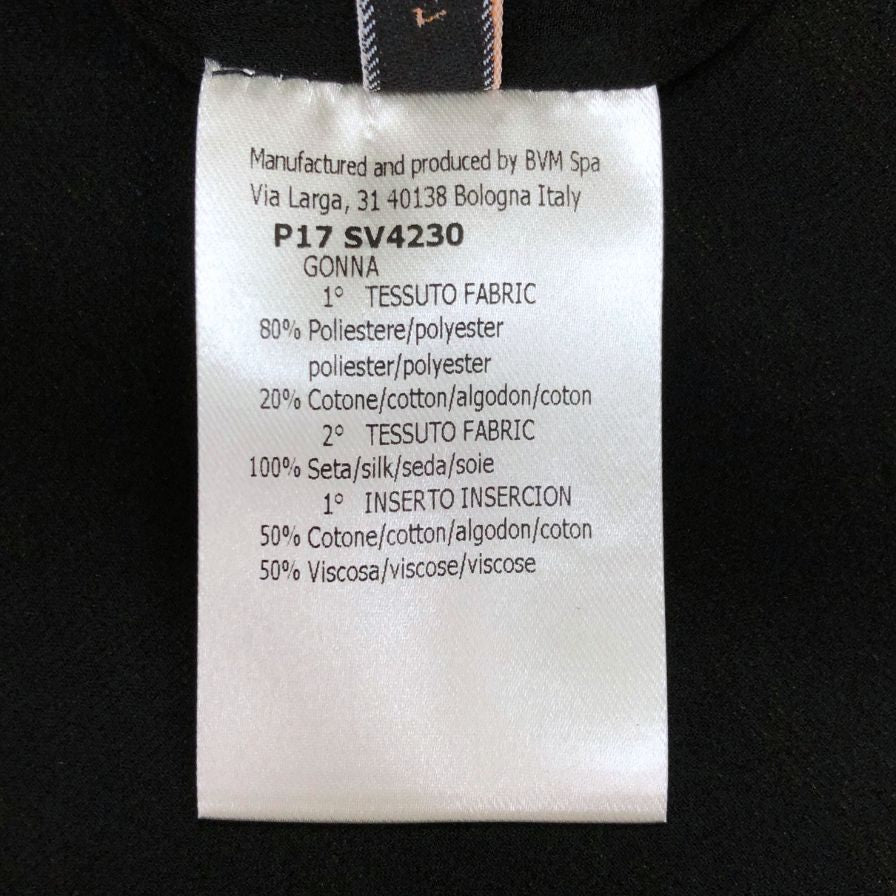 Manufactured and produced by BVM Spa
Via Larga, 31 40138 Bologna Italy
P17 SV4230
GONNA
1° TESSUTO FABRIC
80% Poliestere/polyester
poliester/polyester
20% Cotone/cotton/algodon/coton
2° TESSUTO FABRIC
100% Seta/silk/seda/soie
1° INSERTO INSERCION
50% Cotone/cotton/algodon/coton
50% Viscosa/viscose/viscose